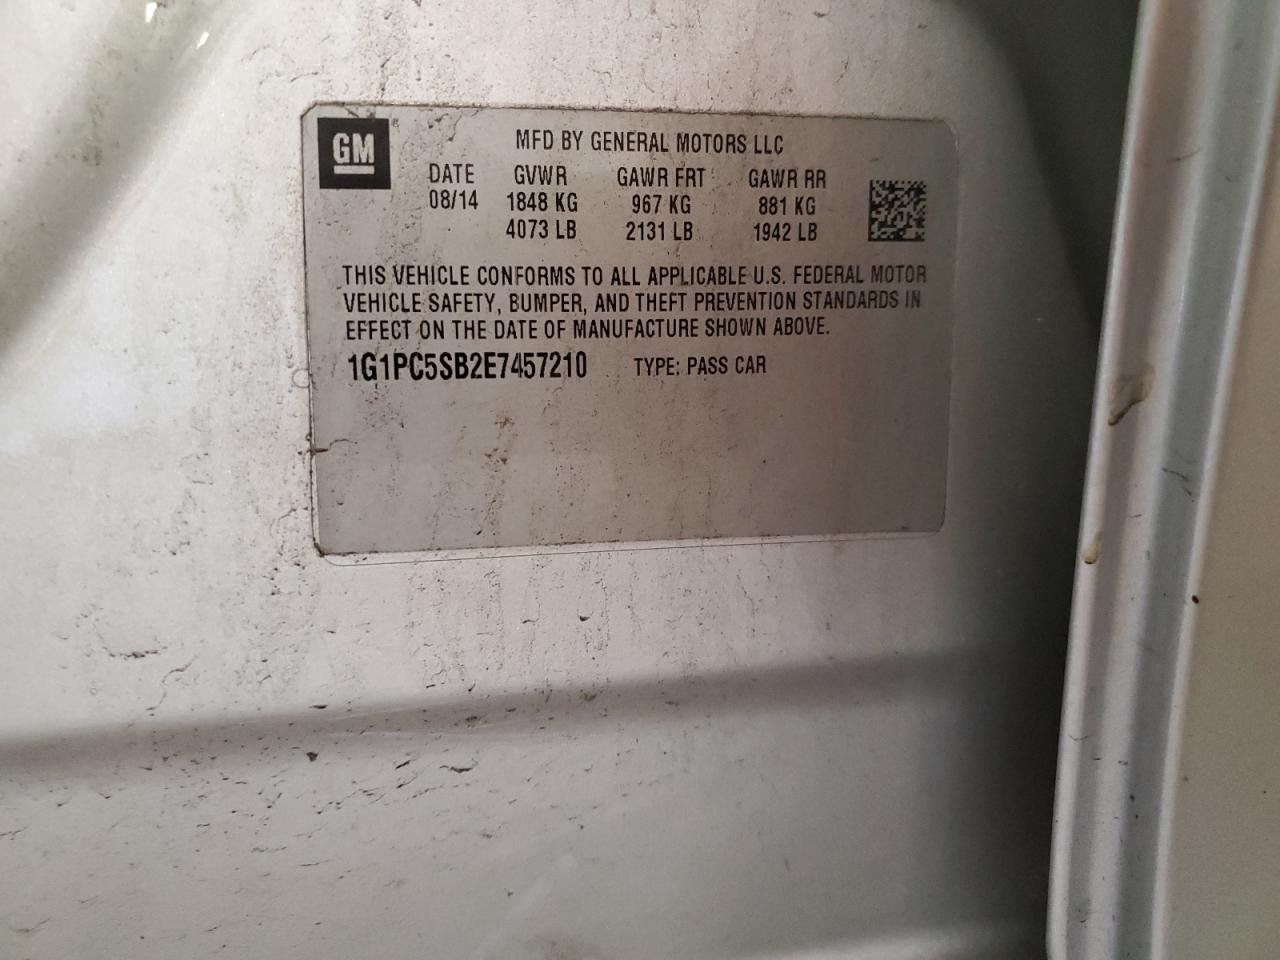 GM
MFD BY GENERAL MOTORS LLC
DATE GVWR GAWR FRT GAWR RR
08/14 1848 KG 967 KG 881 KG
4073 LB 2131 LB 1942 LB
THIS VEHICLE CONFORMS TO ALL APPLICABLE U.S. FEDERAL MOTOR
VEHICLE SAFETY, BUMPER, AND THEFT PREVENTION STANDARDS IN
EFFECT ON THE DATE OF MANUFACTURE SHOWN ABOVE.
1G1PC5SB2E7457210 TYPE: PASS CAR